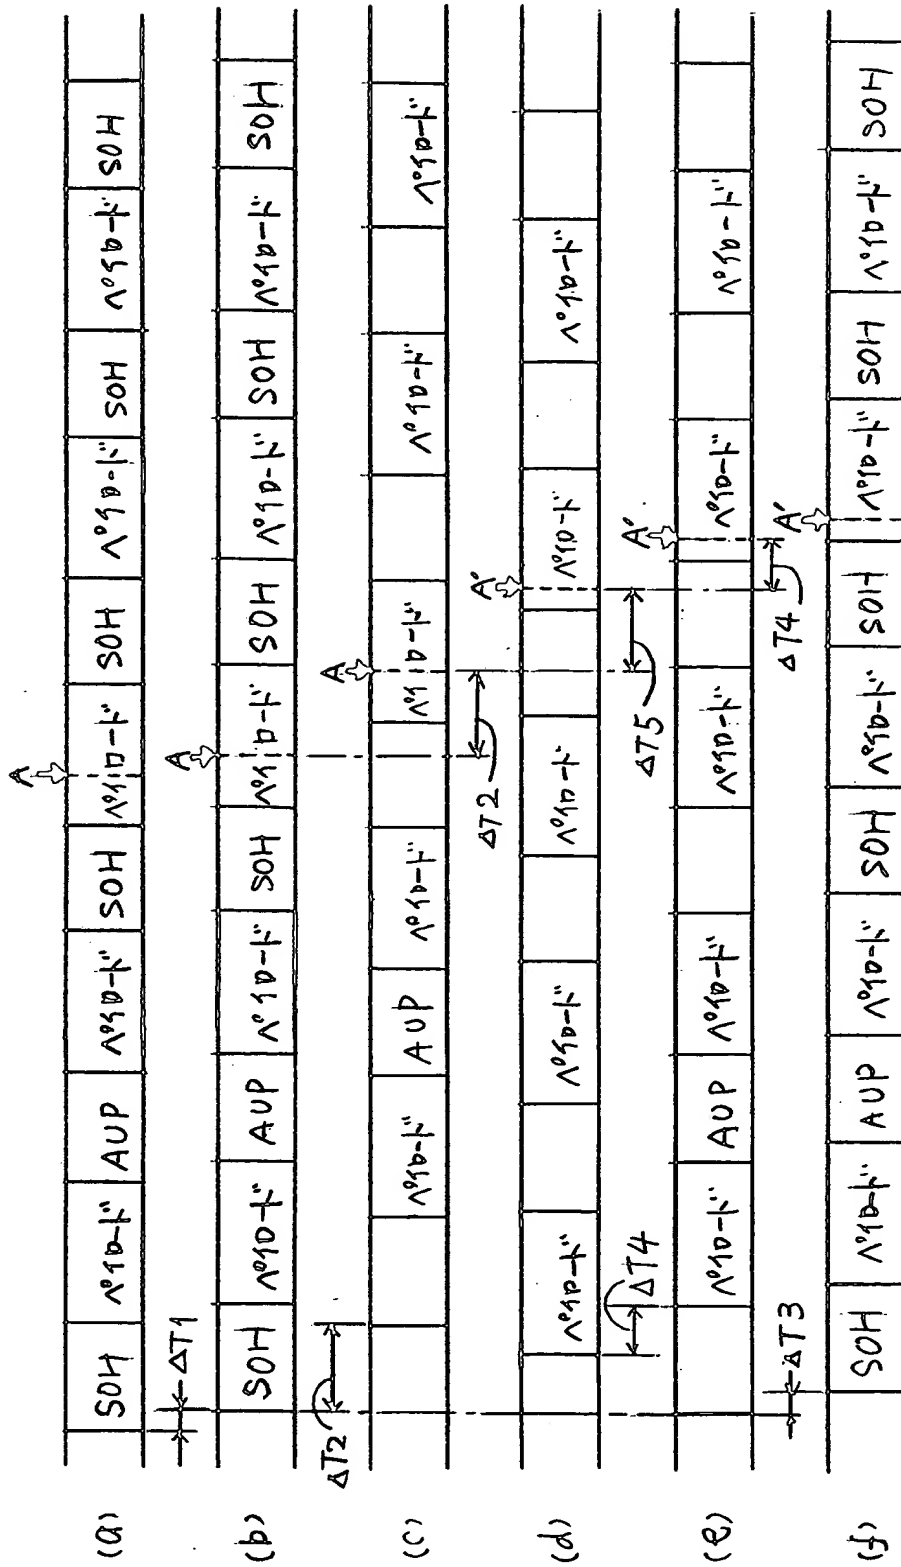 A
(a) SOH ペイロード AUP ペイロード SOH ペイロード SOH ペイロード SOH ペイロード SOH
ΔT1
A
(b) SOH ペイロード AUP ペイロード SOH ペイロード SOH ペイロード SOH ペイロード SOH
ΔT2
A
(c) ペイロード AUP ペイロード ペイロード ペイロード ペイロード
ΔT2
A'
(d) ペイロード ペイロード ペイロード ペイロード ペイロード
ΔT4
ΔT5
A'
(e) ペイロード AUP ペイロード ペイロード ペイロード ペイロード
ΔT3
ΔT4
A'
(f) SOH ペイロード AUP ペイロード SOH ペイロード SOH ペイロード SOH ペイロード SOH